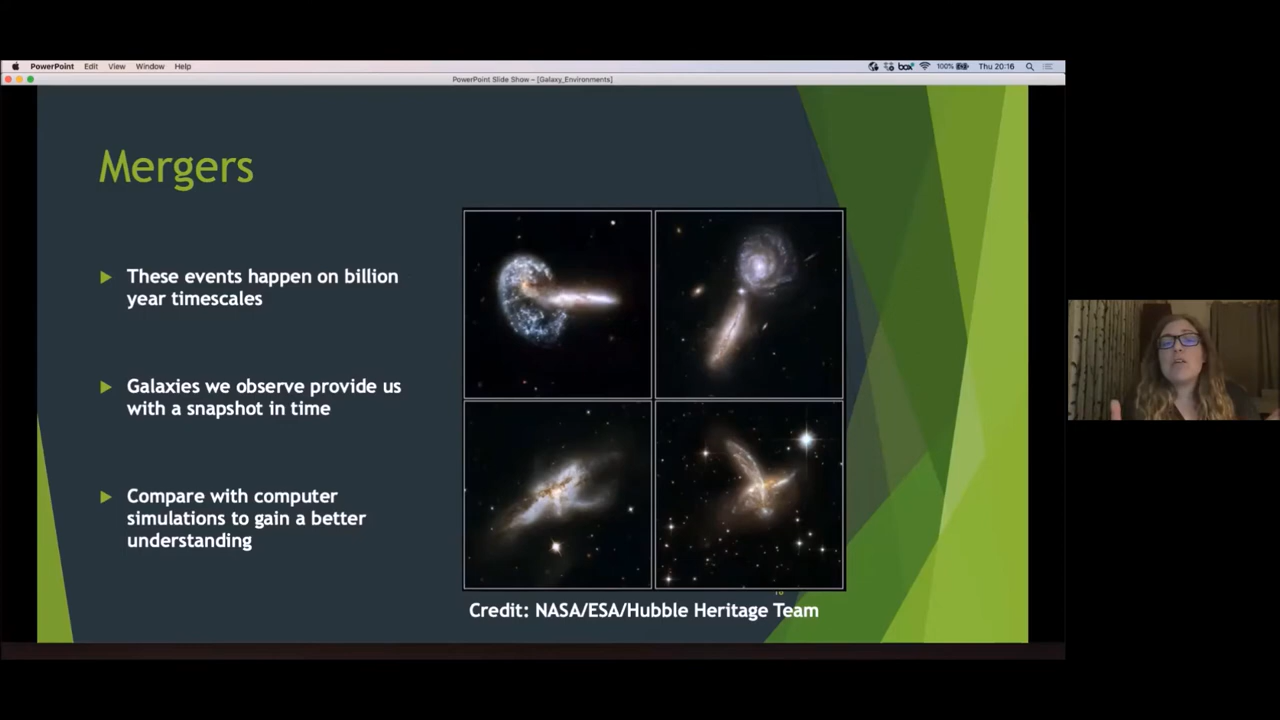 PowerPoint Edit View Window Help
box 100% Thu 20:16
PowerPoint Slide Show - [Galaxy_Environments]
Mergers
These events happen on billion
year timescales
Galaxies we observe provide us
with a snapshot in time
Compare with computer
simulations to gain a better
understanding
Credit: NASA/ESA/Hubble Heritage Team